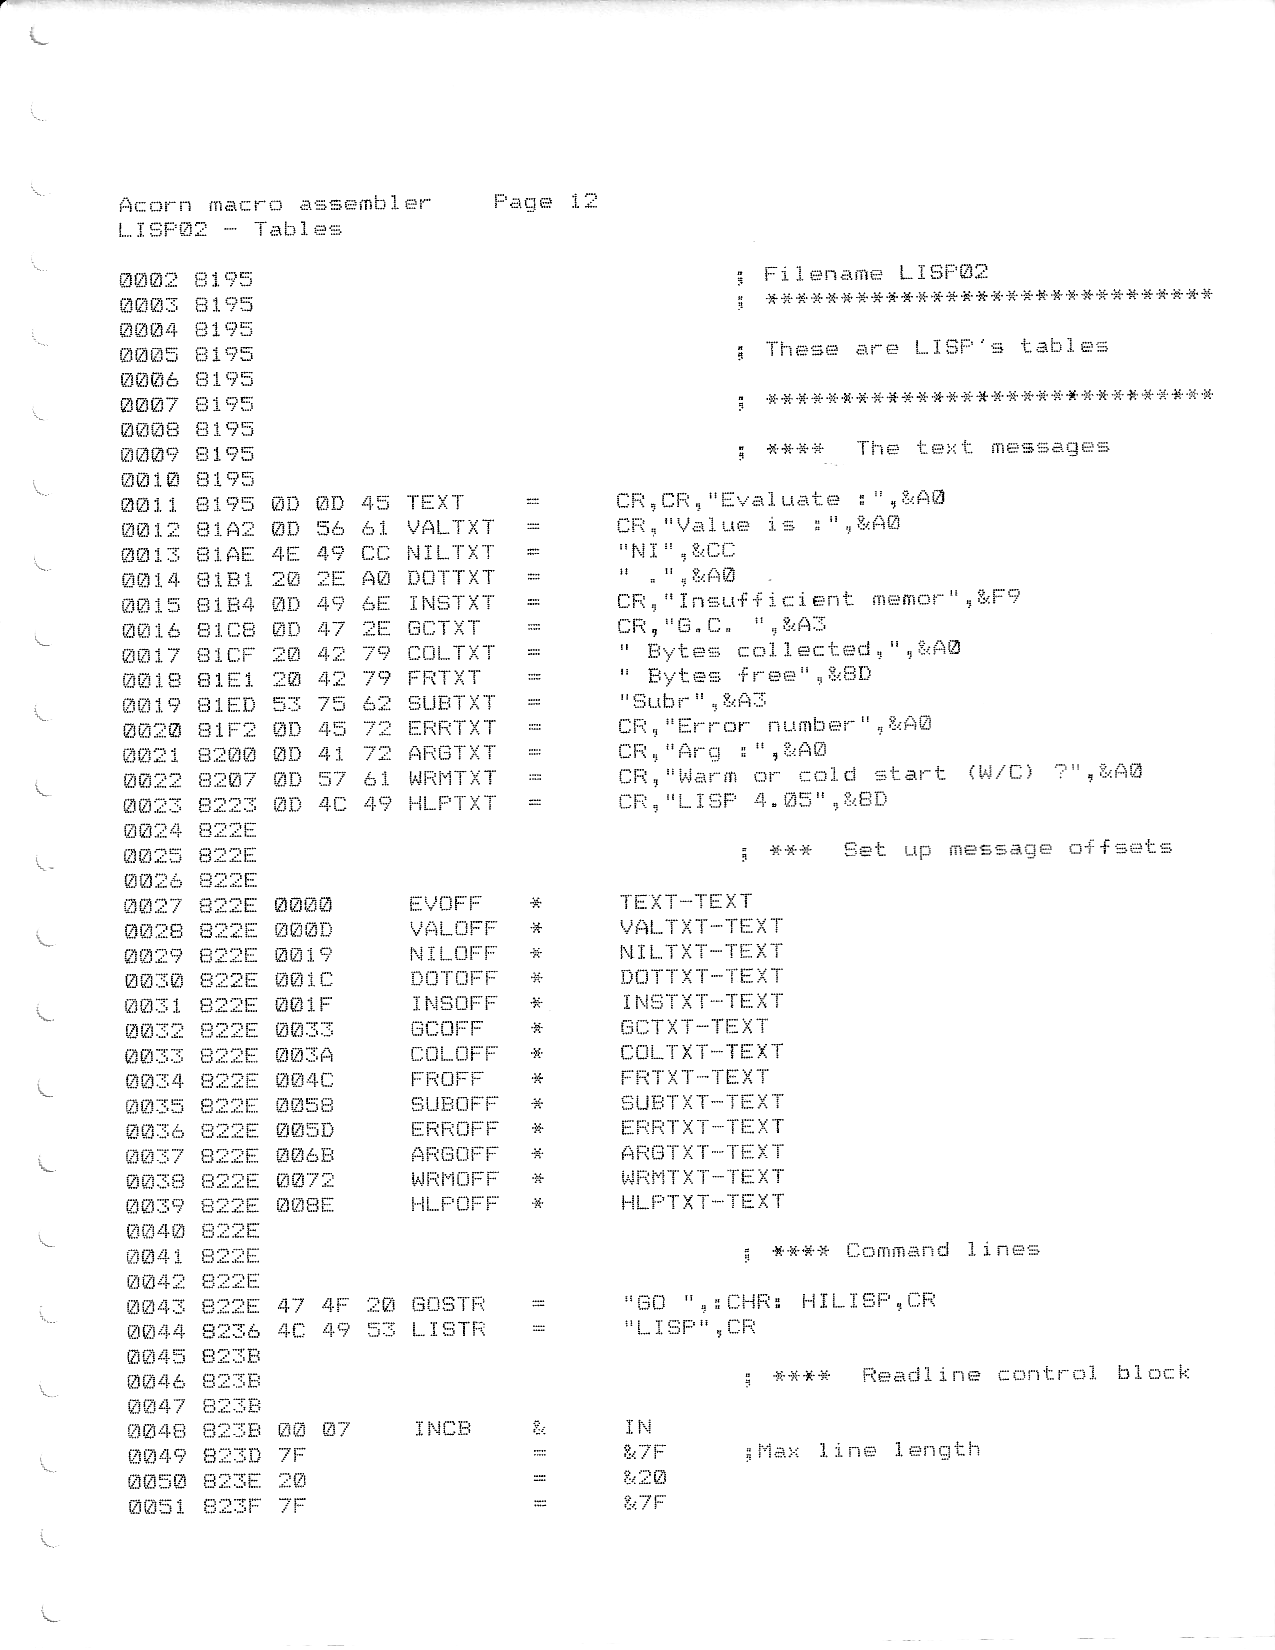 Acorn macro assembler    Page 12
LISP02 - Tables
0002 8195                                ; Filename LISP02
0003 8195                                ; ******************************
0004 8195
0005 8195                                ; These are LISP's tables
0006 8195
0007 8195                                ; ******************************
0008 8195
0009 8195                                ; ****  The text messages
0010 8195
0011 8195 0D 0D 45 TEXT    =     CR,CR,"Evaluate :",&A0
0012 81A2 0D 56 61 VALTXT  =     CR,"Value is :",&A0
0013 81AE 4E 49 CC NILTXT  =     "NI",&CC
0014 81B1 20 2E A0 DOTTXT  =     " .",&A0
0015 81B4 0D 49 6E INSTXT  =     CR,"Insufficient memor",&F9
0016 81C8 0D 47 2E GCTXT   =     CR,"G.C. ",&A3
0017 81CF 20 42 79 COLTXT  =     " Bytes collected,",&A0
0018 81E1 20 42 79 FRTXT   =     " Bytes free",&8D
0019 81ED 53 75 62 SUBTXT  =     "Subr",&A3
0020 81F2 0D 45 72 ERRTXT  =     CR,"Error number",&A0
0021 8200 0D 41 72 ARGTXT  =     CR,"Arg :",&A0
0022 8207 0D 57 61 WRMTXT  =     CR,"Warm or cold start (W/C) ?",&A0
0023 8223 0D 4C 49 HLPTXT  =     CR,"LISP 4.05",&8D
0024 822E
0025 822E                                ; ***  Set up message offsets
0026 822E
0027 822E 0000     EVOFF   *     TEXT-TEXT
0028 822E 000D     VALOFF  *     VALTXT-TEXT
0029 822E 0019     NILOFF  *     NILTXT-TEXT
0030 822E 001C     DOTOFF  *     DOTTXT-TEXT
0031 822E 001F     INSOFF  *     INSTXT-TEXT
0032 822E 0033     GCOFF   *     GCTXT-TEXT
0033 822E 003A     COLOFF  *     COLTXT-TEXT
0034 822E 004C     FROFF   *     FRTXT-TEXT
0035 822E 0058     SUBOFF  *     SUBTXT-TEXT
0036 822E 005D     ERROFF  *     ERRTXT-TEXT
0037 822E 006B     ARGOFF  *     ARGTXT-TEXT
0038 822E 0072     WRMOFF  *     WRMTXT-TEXT
0039 822E 008E     HLPOFF  *     HLPTXT-TEXT
0040 822E
0041 822E                                ; **** Command lines
0042 822E
0043 822E 47 4F 20 GOSTR   =     "GO ",:CHR: HILISP,CR
0044 8236 4C 49 53 LISTR   =     "LISP",CR
0045 823B
0046 823B                                ; ****  Readline control block
0047 823B
0048 823B 00 07    INCB    &     IN
0049 823D 7F               =     &7F     ;Max line length
0050 823E 20               =     &20
0051 823F 7F               =     &7F